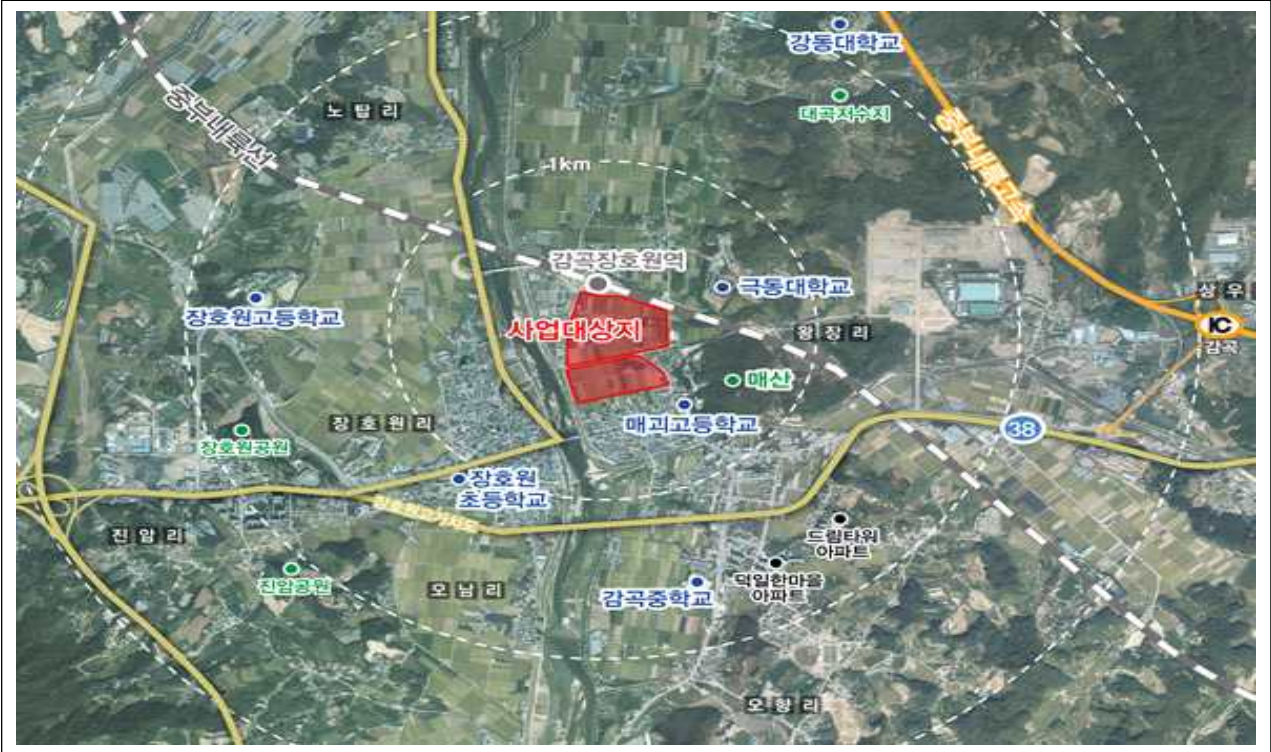 강동대학교
대곡저수지
중부내륙선
노탑리
중부내륙고속
1km
감곡장호원역
극동대학교
상우
장호원고등학교
사업대상지
왕장리
IC
감곡
매산
장호원리
매괴고등학교
38
장호원공원
장호원
초등학교
진암리
드림타워
아파트
덕일한마을
아파트
진암공원
오남리
감곡중학교
오향리